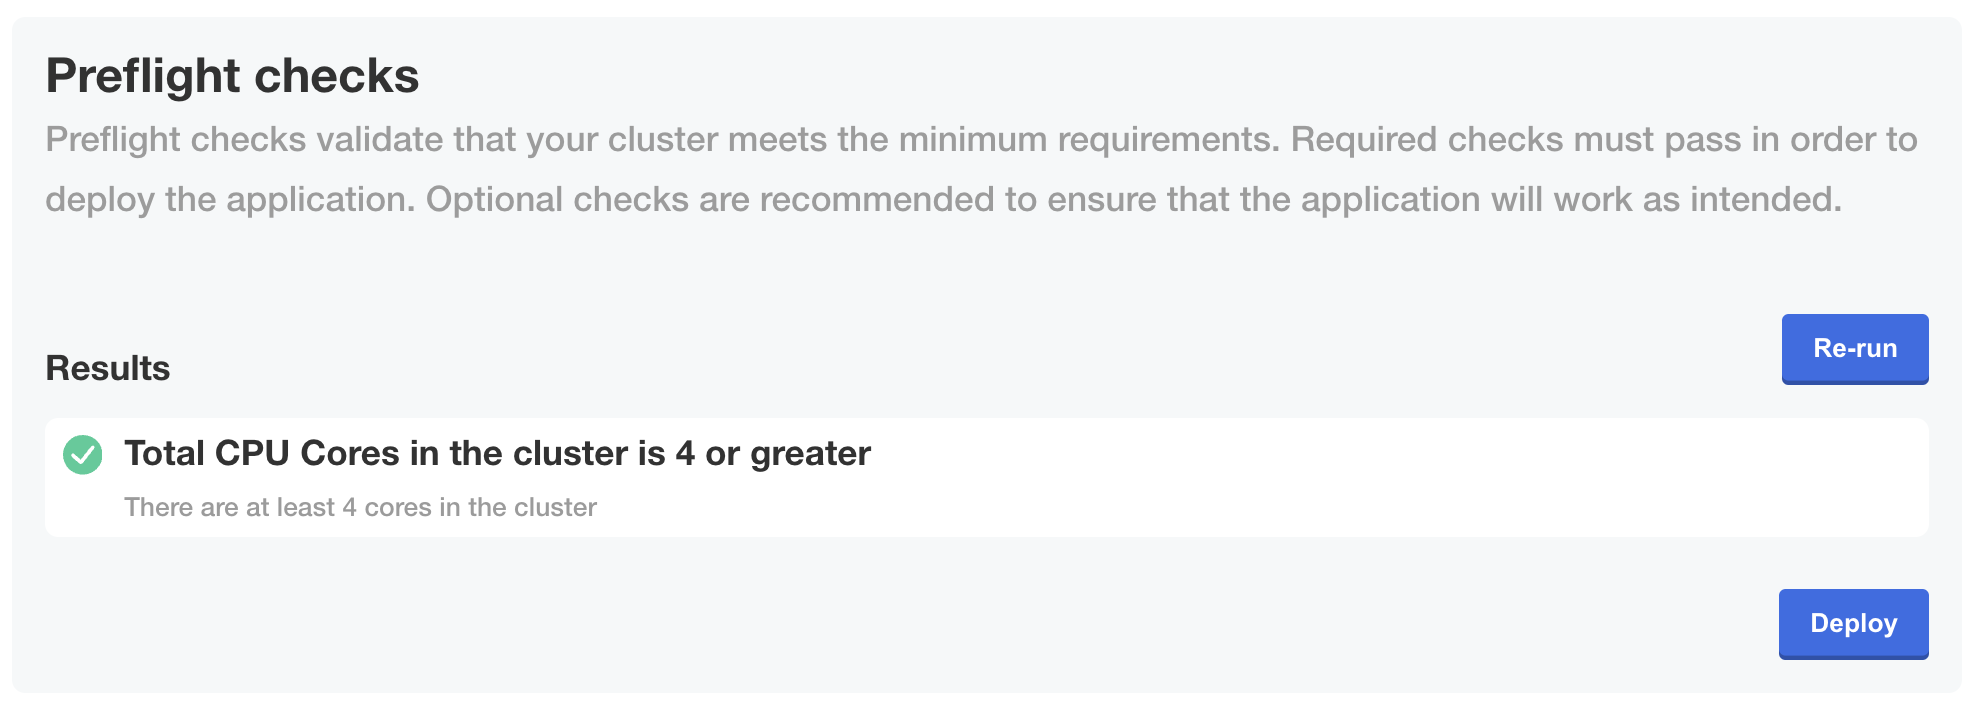 Preflight checks
Preflight checks validate that your cluster meets the minimum requirements. Required checks must pass in order to
deploy the application. Optional checks are recommended to ensure that the application will work as intended.
Re-run
Results
Total CPU Cores in the cluster is 4 or greater
There are at least 4 cores in the cluster
Deploy